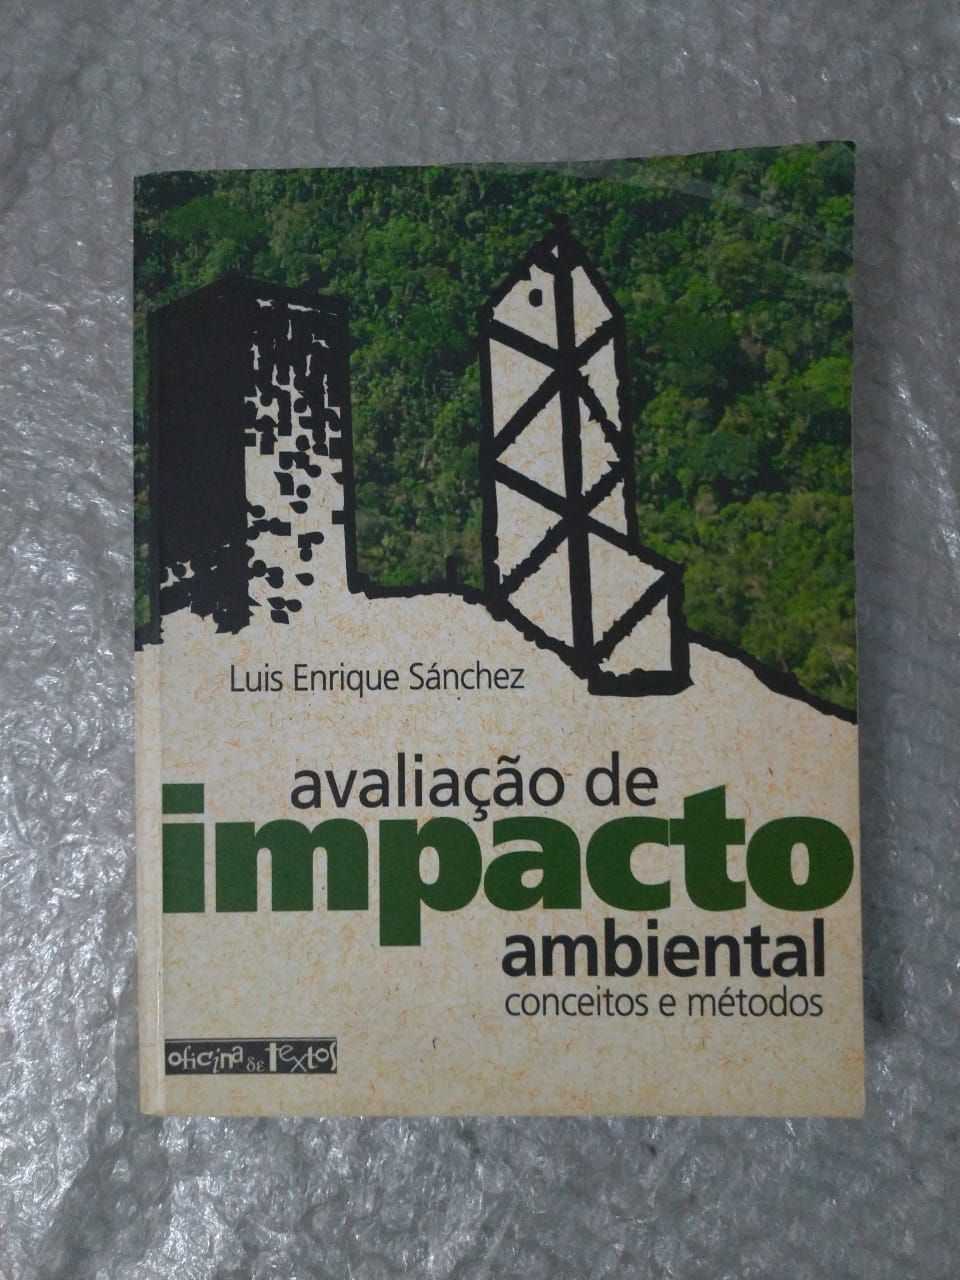 Luis Enrique Sánchez
avaliação de
impacto
ambiental
conceitos e métodos
oficina de textos